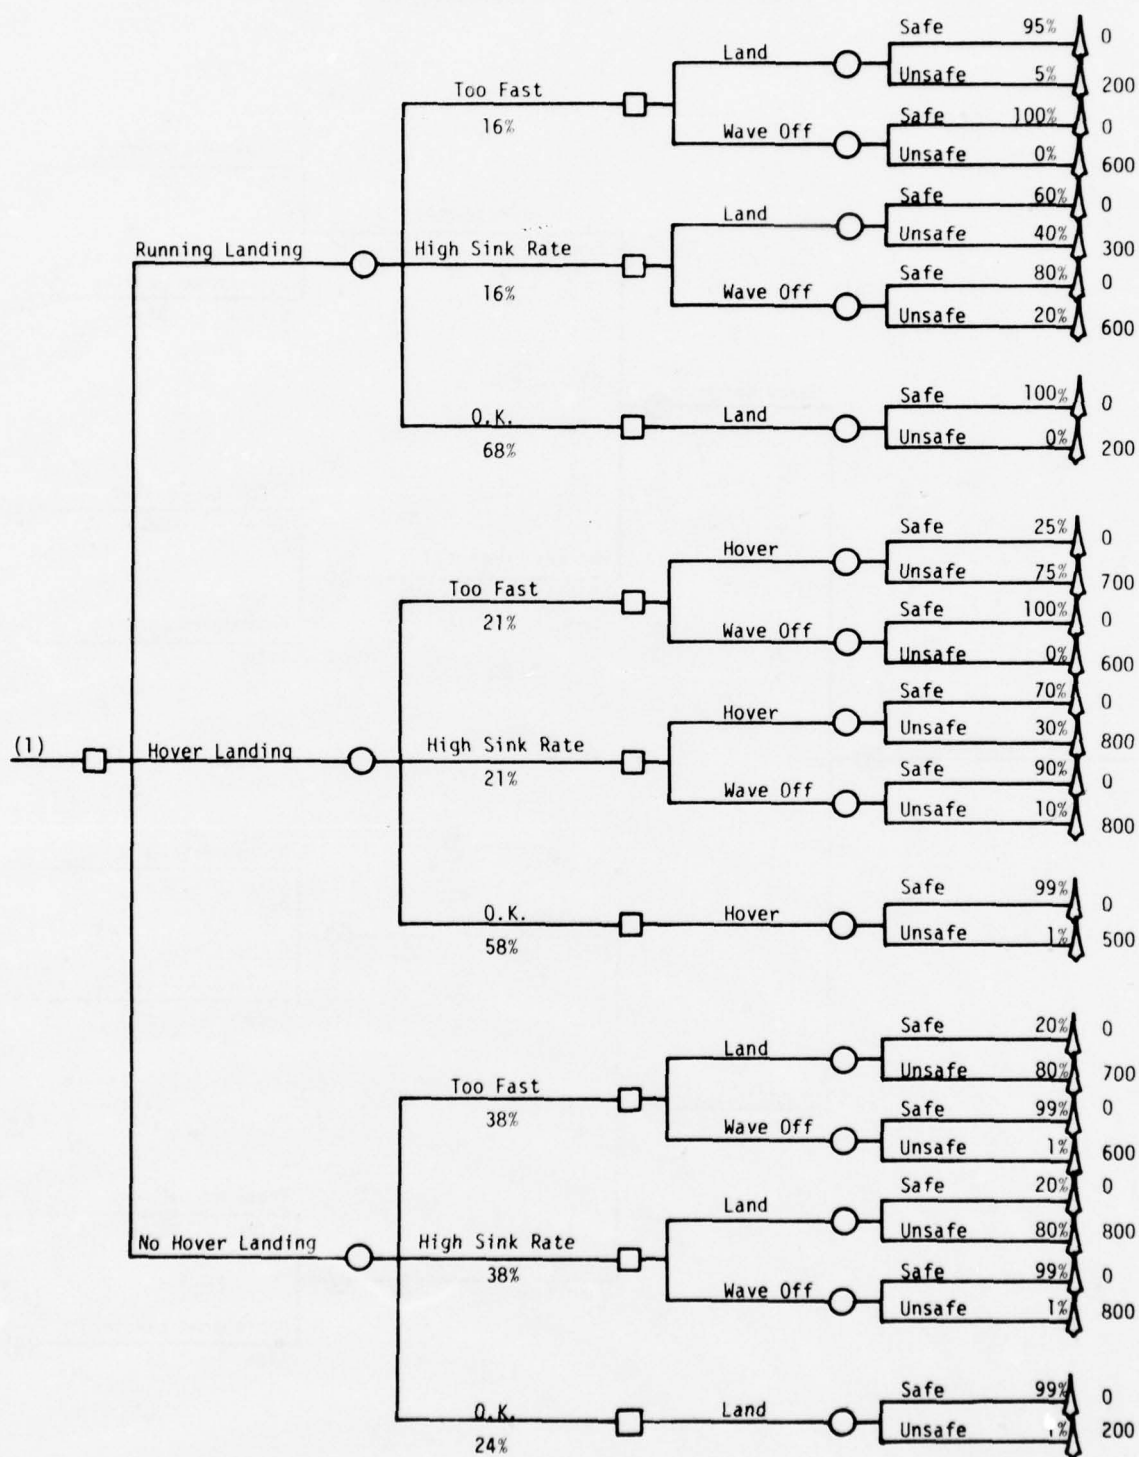 Safe 95% 0
Land
Unsafe 5% 200
Too Fast
16%
Safe 100% 0
Wave Off
Unsafe 0% 600
Safe 60% 0
Land
Unsafe 40% 300
Running Landing
High Sink Rate
16%
Safe 80% 0
Wave Off
Unsafe 20% 600
Safe 100% 0
O.K.
Land
68%
Unsafe 0% 200
Safe 25% 0
Hover
Unsafe 75% 700
Too Fast
21%
Safe 100% 0
Wave Off
Unsafe 0% 600
Safe 70% 0
Hover
Unsafe 30% 800
(1)
Hover Landing
High Sink Rate
21%
Safe 90% 0
Wave Off
Unsafe 10% 800
Safe 99% 0
O.K.
Hover
58%
Unsafe 1% 500
Safe 20% 0
Land
Unsafe 80% 700
Too Fast
38%
Safe 99% 0
Wave Off
Unsafe 1% 600
Safe 20% 0
Land
Unsafe 80% 800
No Hover Landing
High Sink Rate
38%
Safe 99% 0
Wave Off
Unsafe 1% 800
Safe 99% 0
O.K.
Land
24%
Unsafe 1% 200